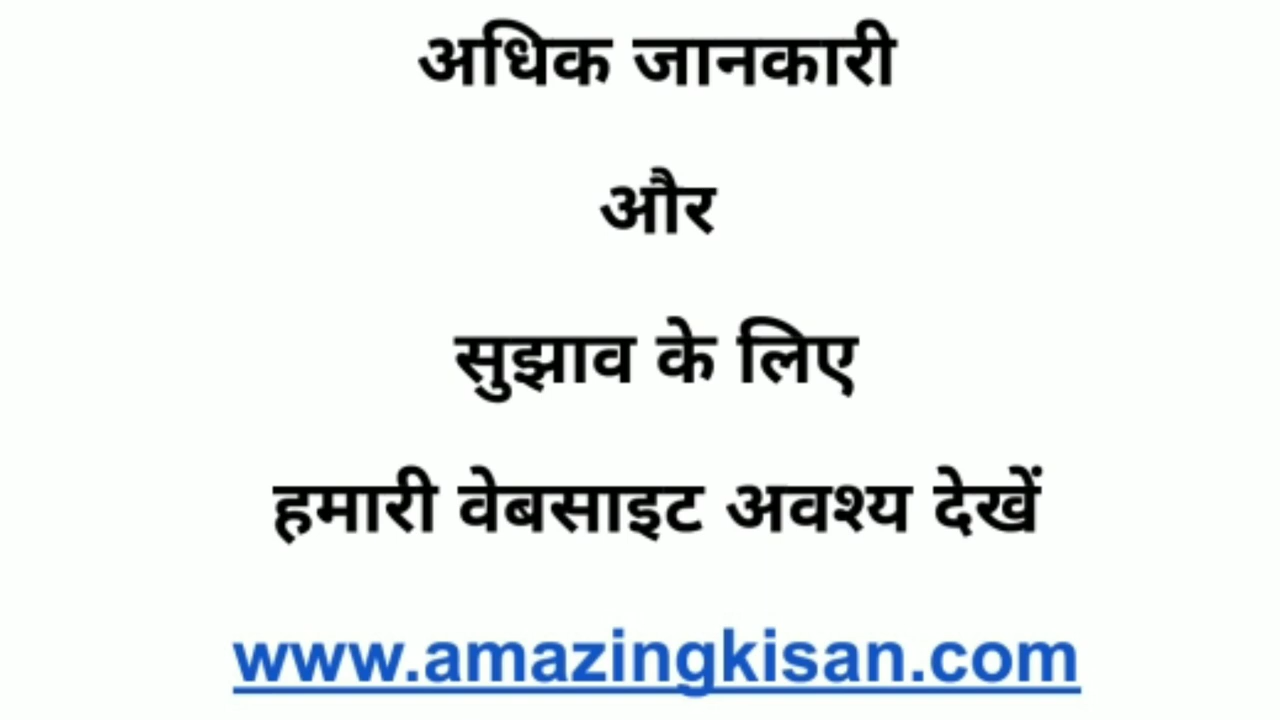 अधिक जानकारी
और
सुझाव के लिए
हमारी वेबसाइट अवश्य देखें
www.amazingkisan.com